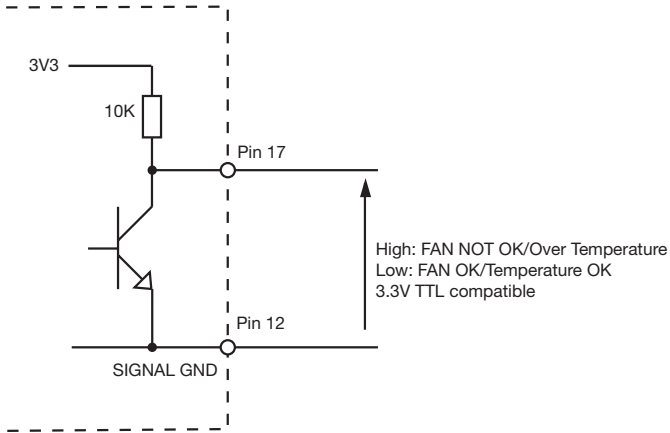 3V3
10K
Pin 17
High: FAN NOT OK/Over Temperature
Low: FAN OK/Temperature OK
3.3V TTL compatible
Pin 12
SIGNAL GND